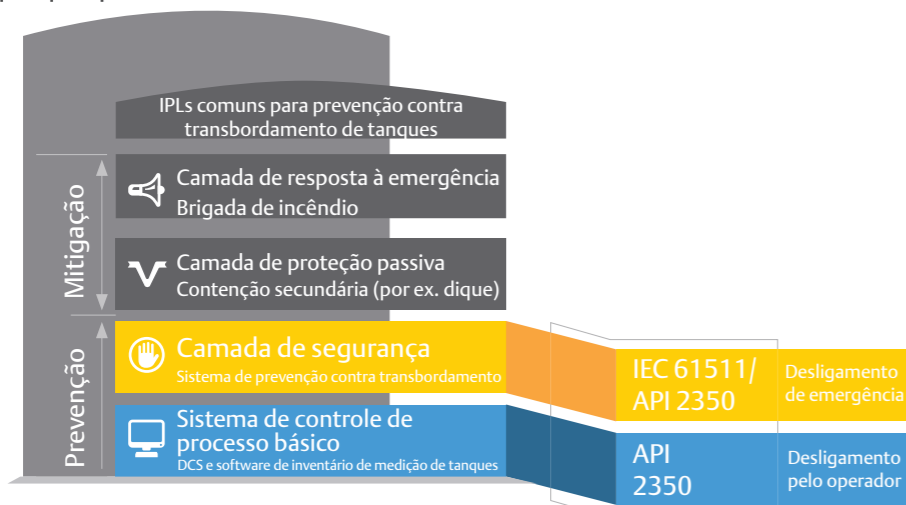 IPLs comuns para prevenção contra
transbordamento de tanques
Mitigação
Camada de resposta à emergência
Brigada de incêndio
Camada de proteção passiva
Contenção secundária (por ex. dique)
Prevenção
Camada de segurança
Sistema de prevenção contra transbordamento
IEC 61511/
API 2350
Desligamento
de emergência
Sistema de controle de
processo básico
DCS e software de inventário de medição de tanques
API
2350
Desligamento
pelo operador